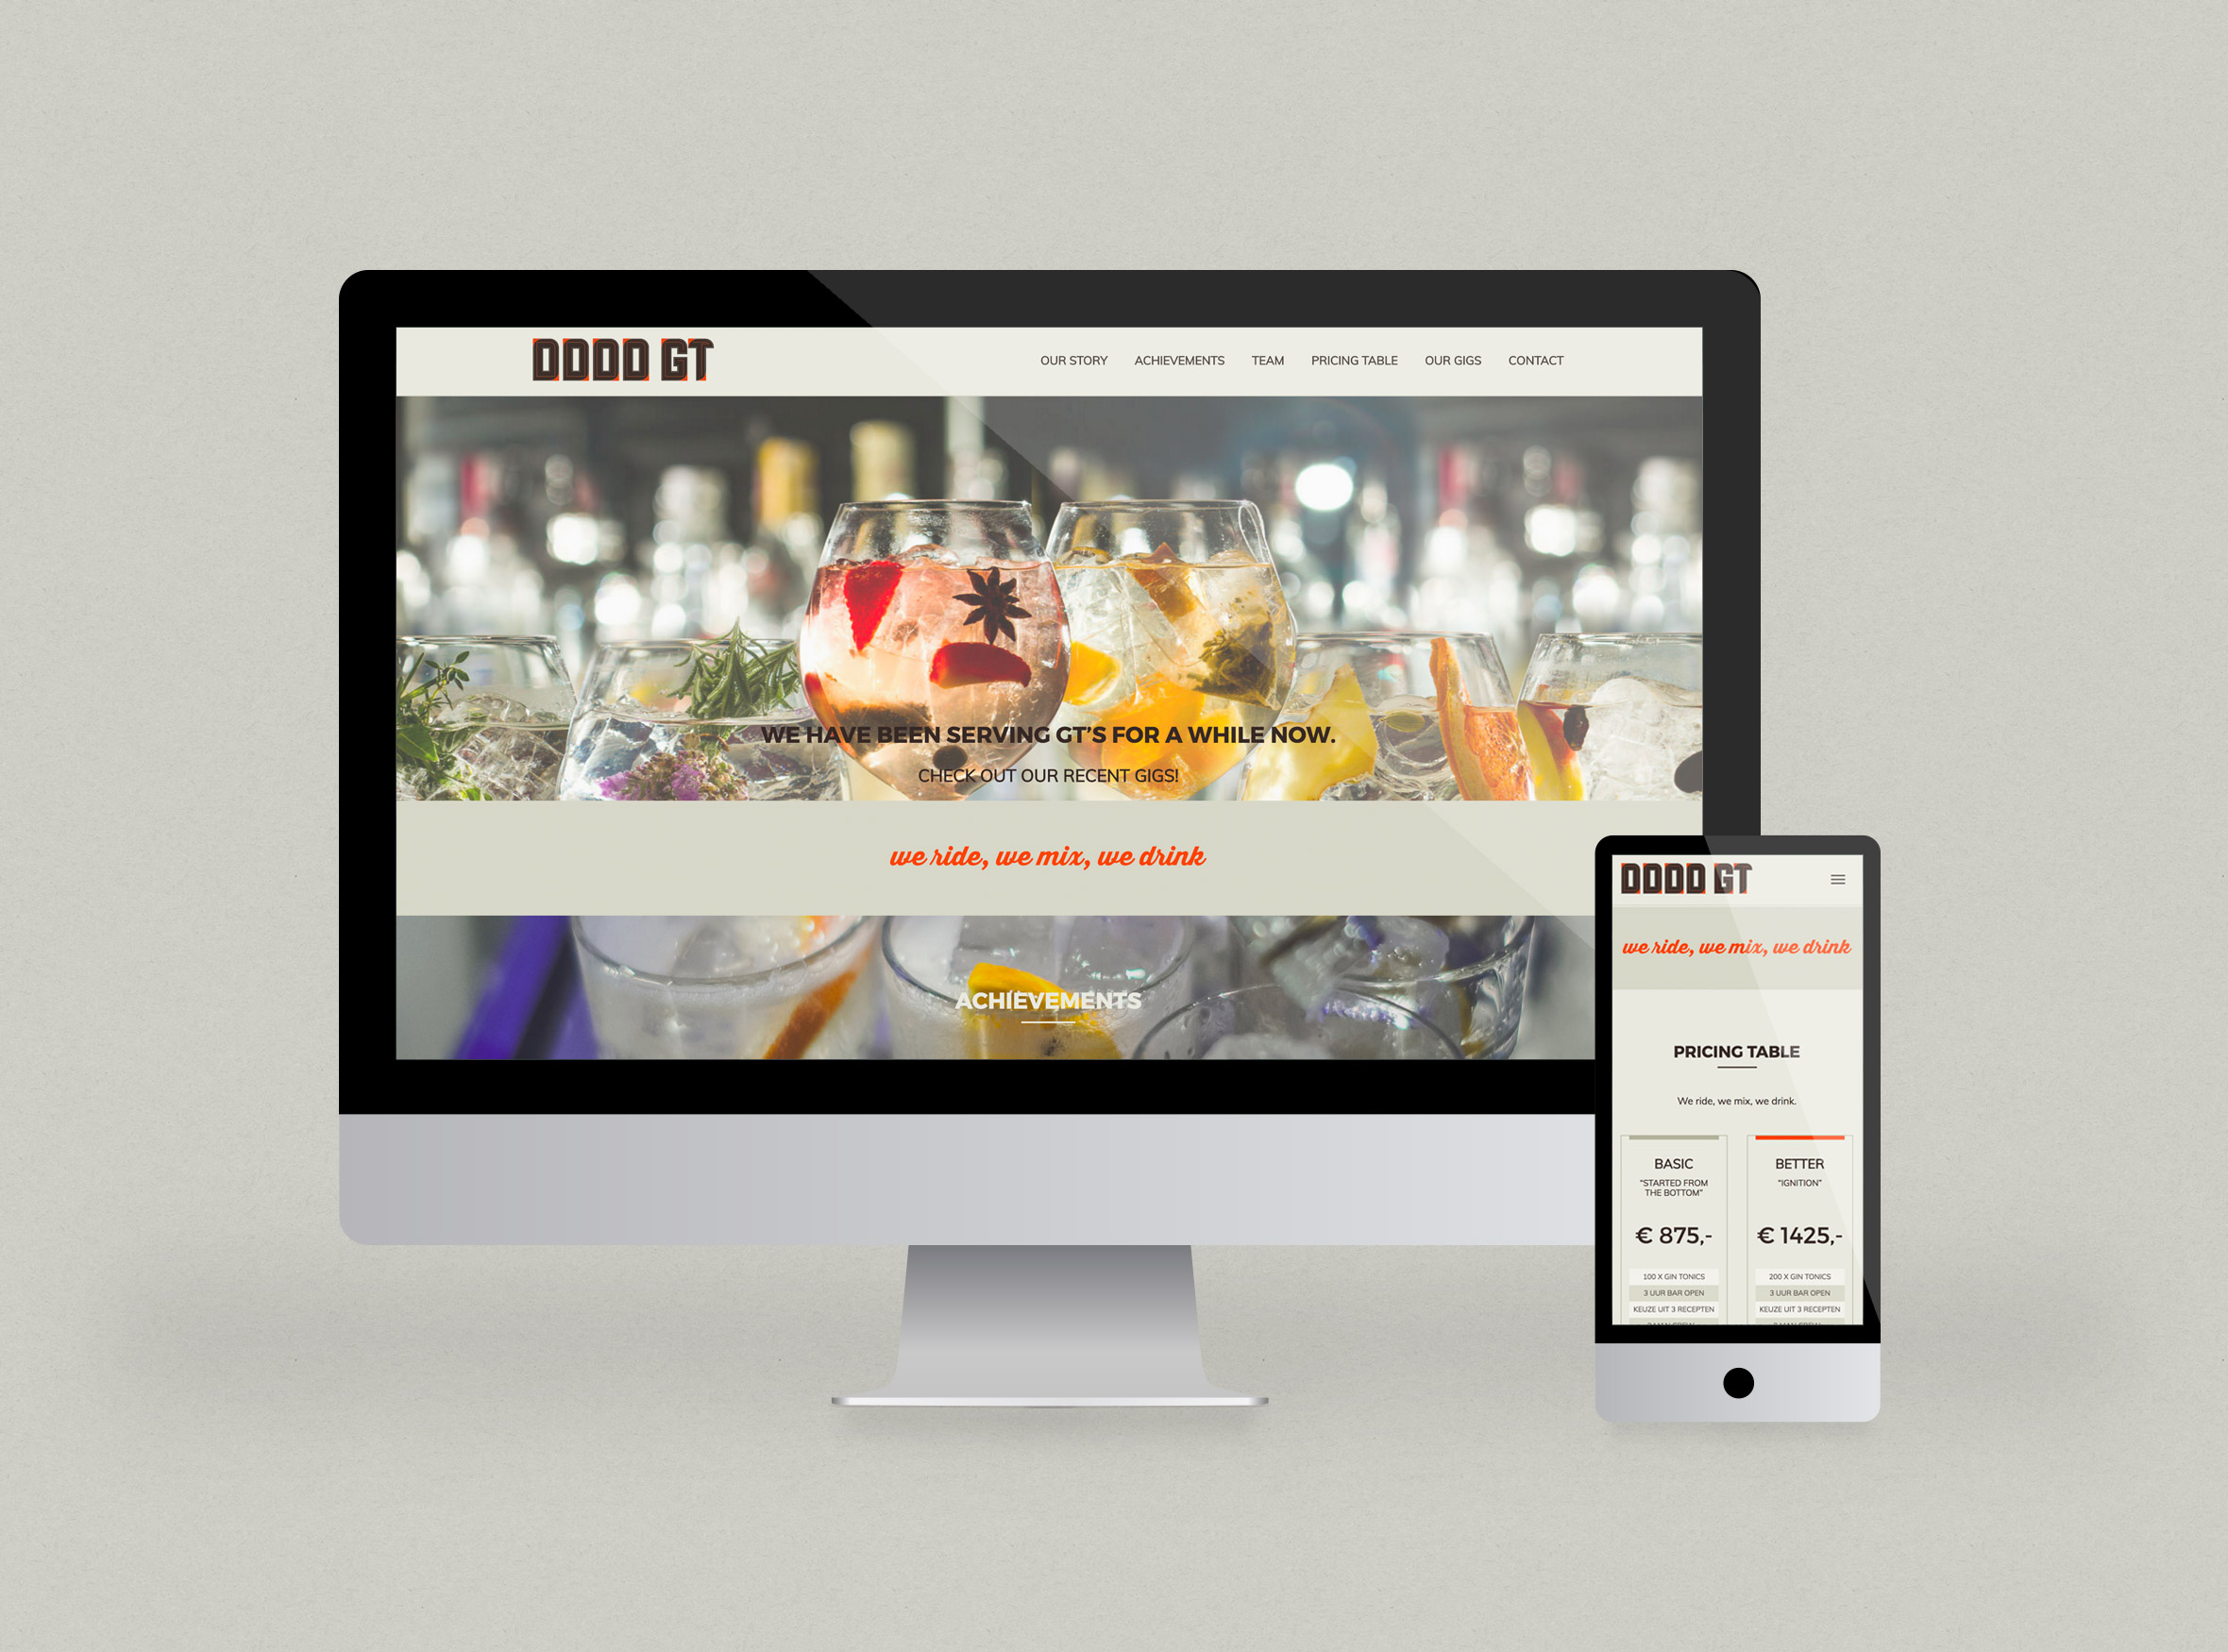 DDDD GT
OUR STORY ACHIEVEMENTS TEAM PRICING TABLE OUR GIGS CONTACT
WE HAVE BEEN SERVING GT'S FOR A WHILE NOW.
CHECK OUT OUR RECENT GIGS!
we ride, we mix, we drink
ACHIEVEMENTS
DDDD GT
we ride, we mix, we drink
PRICING TABLE
We ride, we mix, we drink.
BASIC
"STARTED FROM
THE BOTTOM"
€ 875,-
100 X GIN TONICS
3 UUR BAR OPEN
KEUZE UIT 3 RECEPTEN
BETTER
"IGNITION"
€ 1425,-
200 X GIN TONICS
3 UUR BAR OPEN
KEUZE UIT 3 RECEPTEN